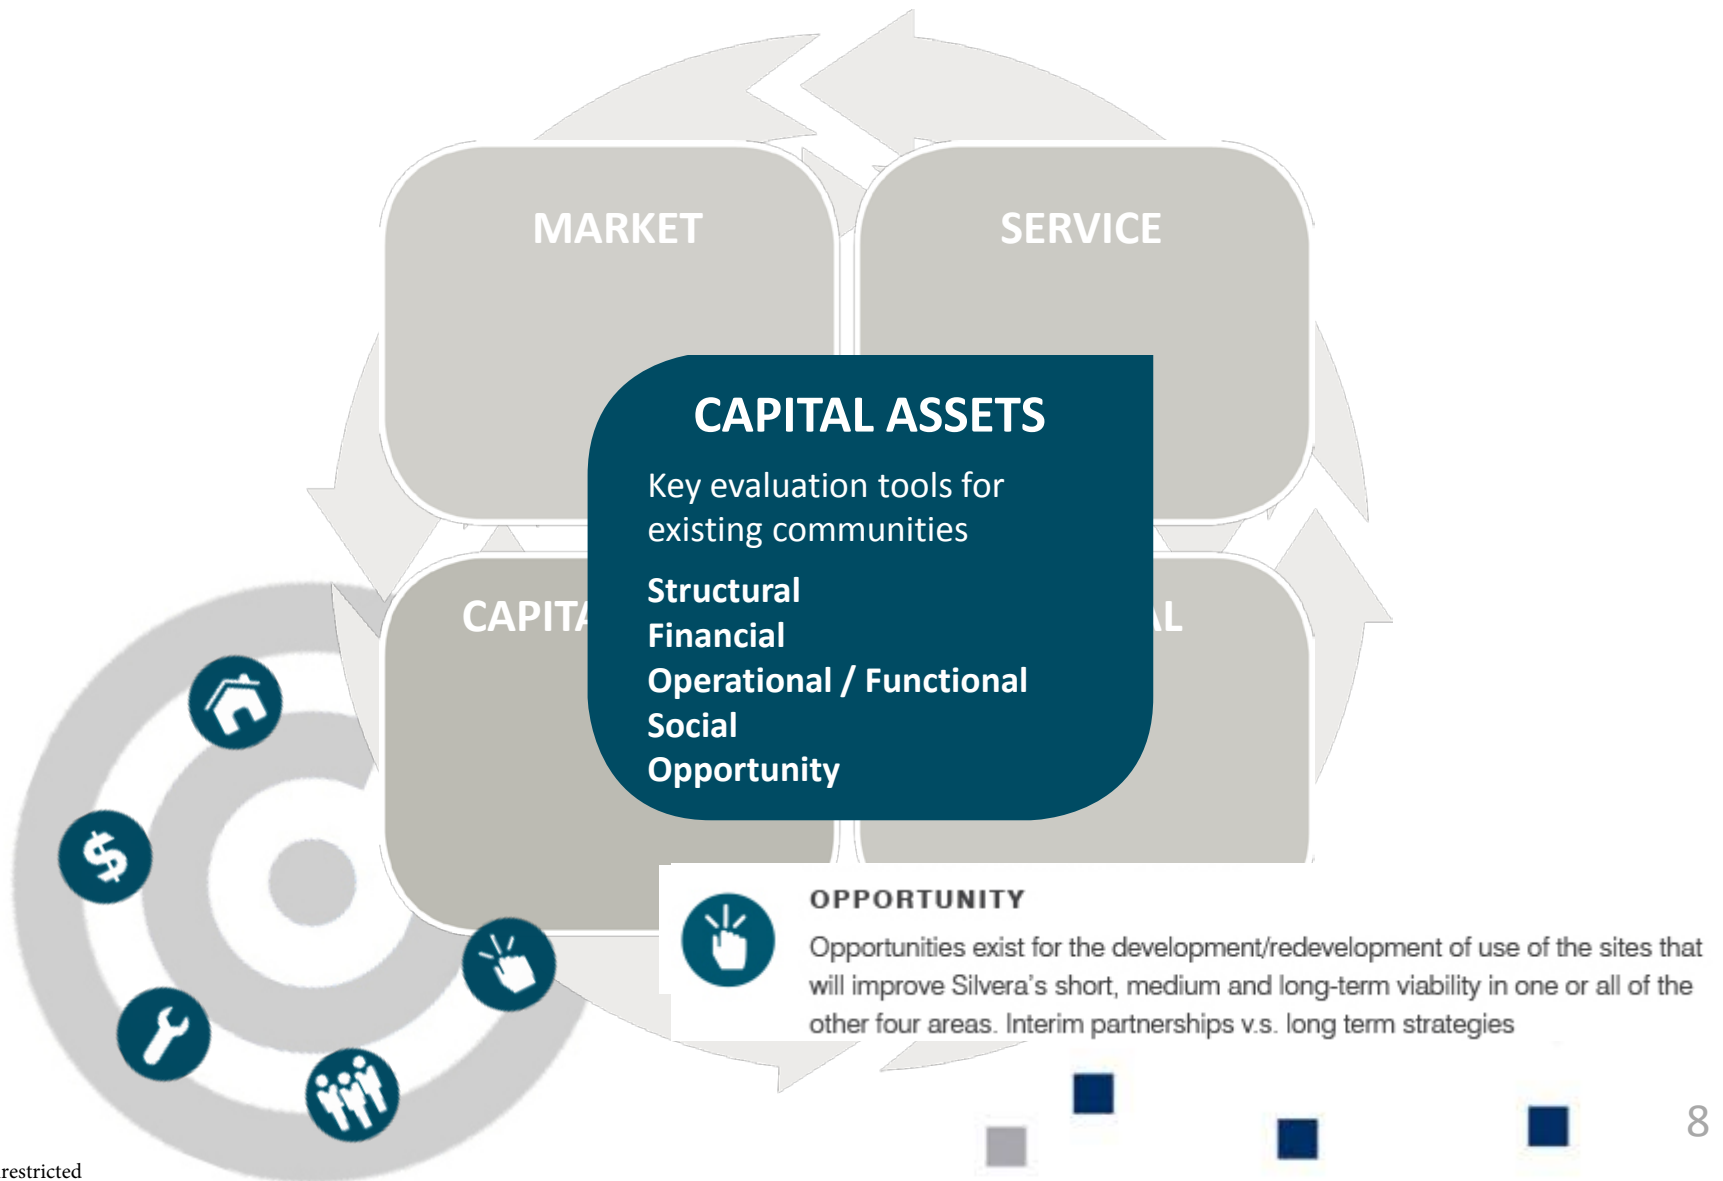 MARKET
SERVICE
CAPITAL ASSETS
Key evaluation tools for
existing communities
Structural
Financial
Operational / Functional
Social
Opportunity
OPPORTUNITY
Opportunities exist for the development/redevelopment of use of the sites that
will improve Silvera's short, medium and long-term viability in one or all of the
other four areas. Interim partnerships v.s. long term strategies
8
restricted